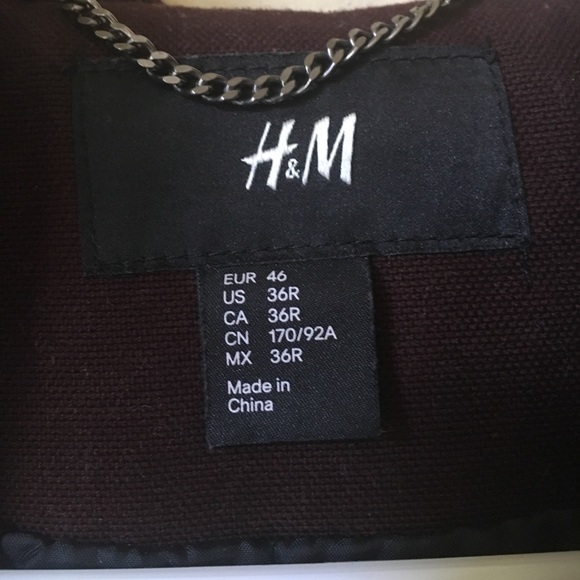 H&M
EUR 46
US 36R
CA 36R
CN 170/92A
MX 36R
Made in
China